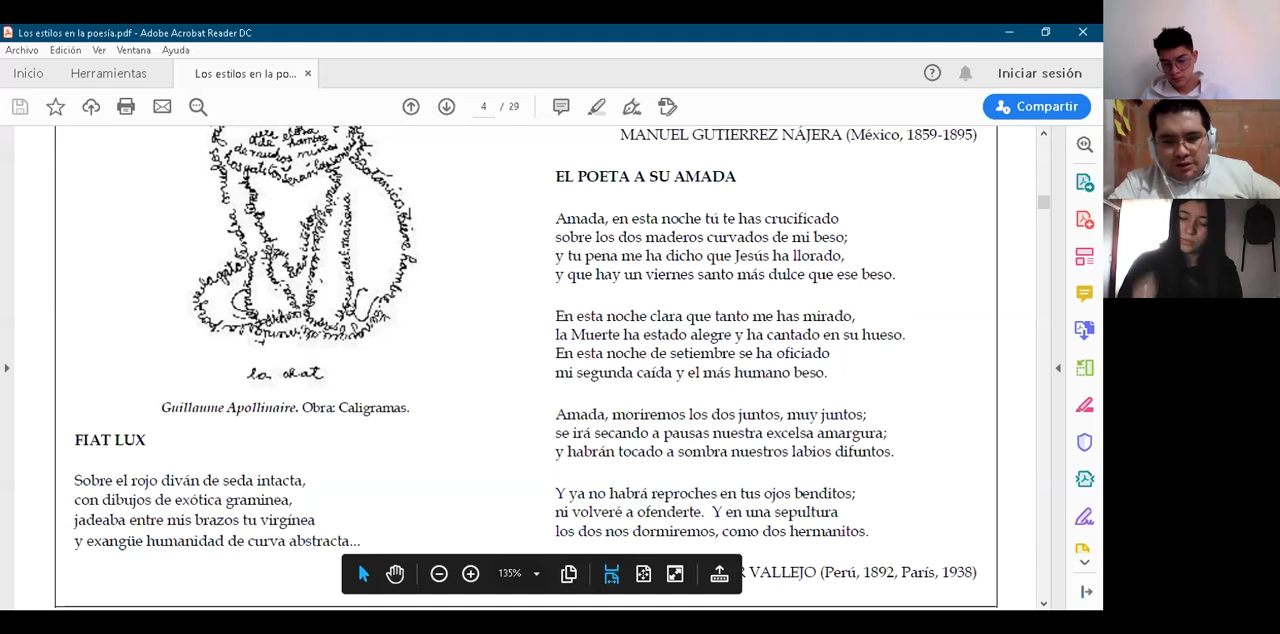 Los estilos en la poesía.pdf - Adobe Acrobat Reader DC
Archivo Edición Ver Ventana Ayuda
Inicio Herramientas Los estilos en la po... × Iniciar sesión
4 / 29 Compartir
de muchos
la chat
Guillaume Apollinaire. Obra: Caligramas.
FIAT LUX
Sobre el rojo diván de seda intacta,
con dibujos de exótica graminea,
jadeaba entre mis brazos tu virgínea
y exangüe humanidad de curva abstracta...
MANUEL GUTIERREZ NÁJERA (México, 1859-1895)
EL POETA A SU AMADA
Amada, en esta noche tú te has crucificado
sobre los dos maderos curvados de mi beso;
y tu pena me ha dicho que Jesús ha llorado,
y que hay un viernes santo más dulce que ese beso.
En esta noche clara que tanto me has mirado,
la Muerte ha estado alegre y ha cantado en su hueso.
En esta noche de setiembre se ha oficiado
mi segunda caída y el más humano beso.
Amada, moriremos los dos juntos, muy juntos;
se irá secando a pausas nuestra excelsa amargura;
y habrán tocado a sombra nuestros labios difuntos.
Y ya no habrá reproches en tus ojos benditos;
ni volveré a ofenderte. Y en una sepultura
los dos nos dormiremos, como dos hermanitos.
R VALLEJO (Perú, 1892, París, 1938)
135%